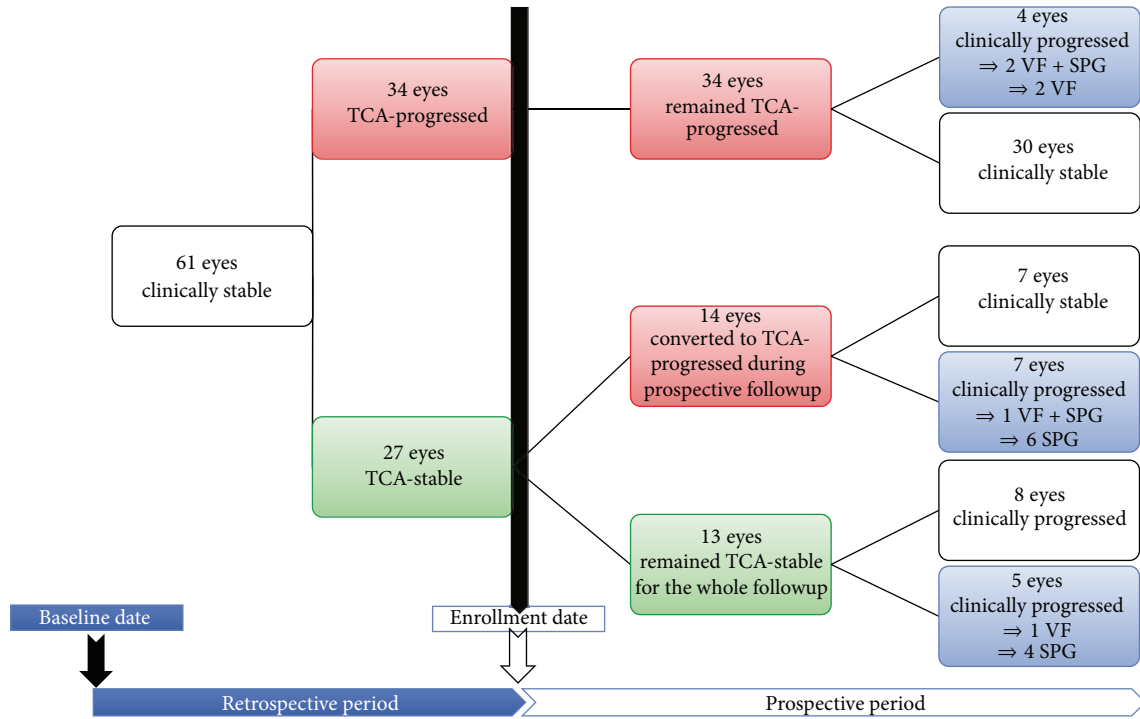 61 eyes
clinically stable
34 eyes
TCA-progressed
27 eyes
TCA-stable
34 eyes
remained TCA-
progressed
14 eyes
converted to TCA-
progressed during
prospective followup
13 eyes
remained TCA-stable
for the whole followup
4 eyes
clinically progressed
⇒ 2 VF + SPG
⇒ 2 VF
30 eyes
clinically stable
7 eyes
clinically stable
7 eyes
clinically progressed
⇒ 1 VF + SPG
⇒ 6 SPG
8 eyes
clinically progressed
5 eyes
clinically progressed
⇒ 1 VF
⇒ 4 SPG
Baseline date
Enrollment date
Retrospective period
Prospective period